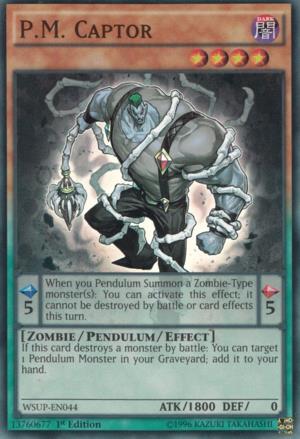 P.M. CAPTOR
DARK
闇
When you Pendulum Summon a Zombie-Type
monster(s): You can activate this effect; it
cannot be destroyed by battle or card effects
this turn.
5
5
[ZOMBIE/PENDULUM/EFFECT]
If this card destroys a monster by battle: You can target
1 Pendulum Monster in your Graveyard; add it to your
hand.
WSUP-EN044
ATK/1800 DEF/ 0
13760677
1st Edition
©1996 KAZUKI TAKAHASHI